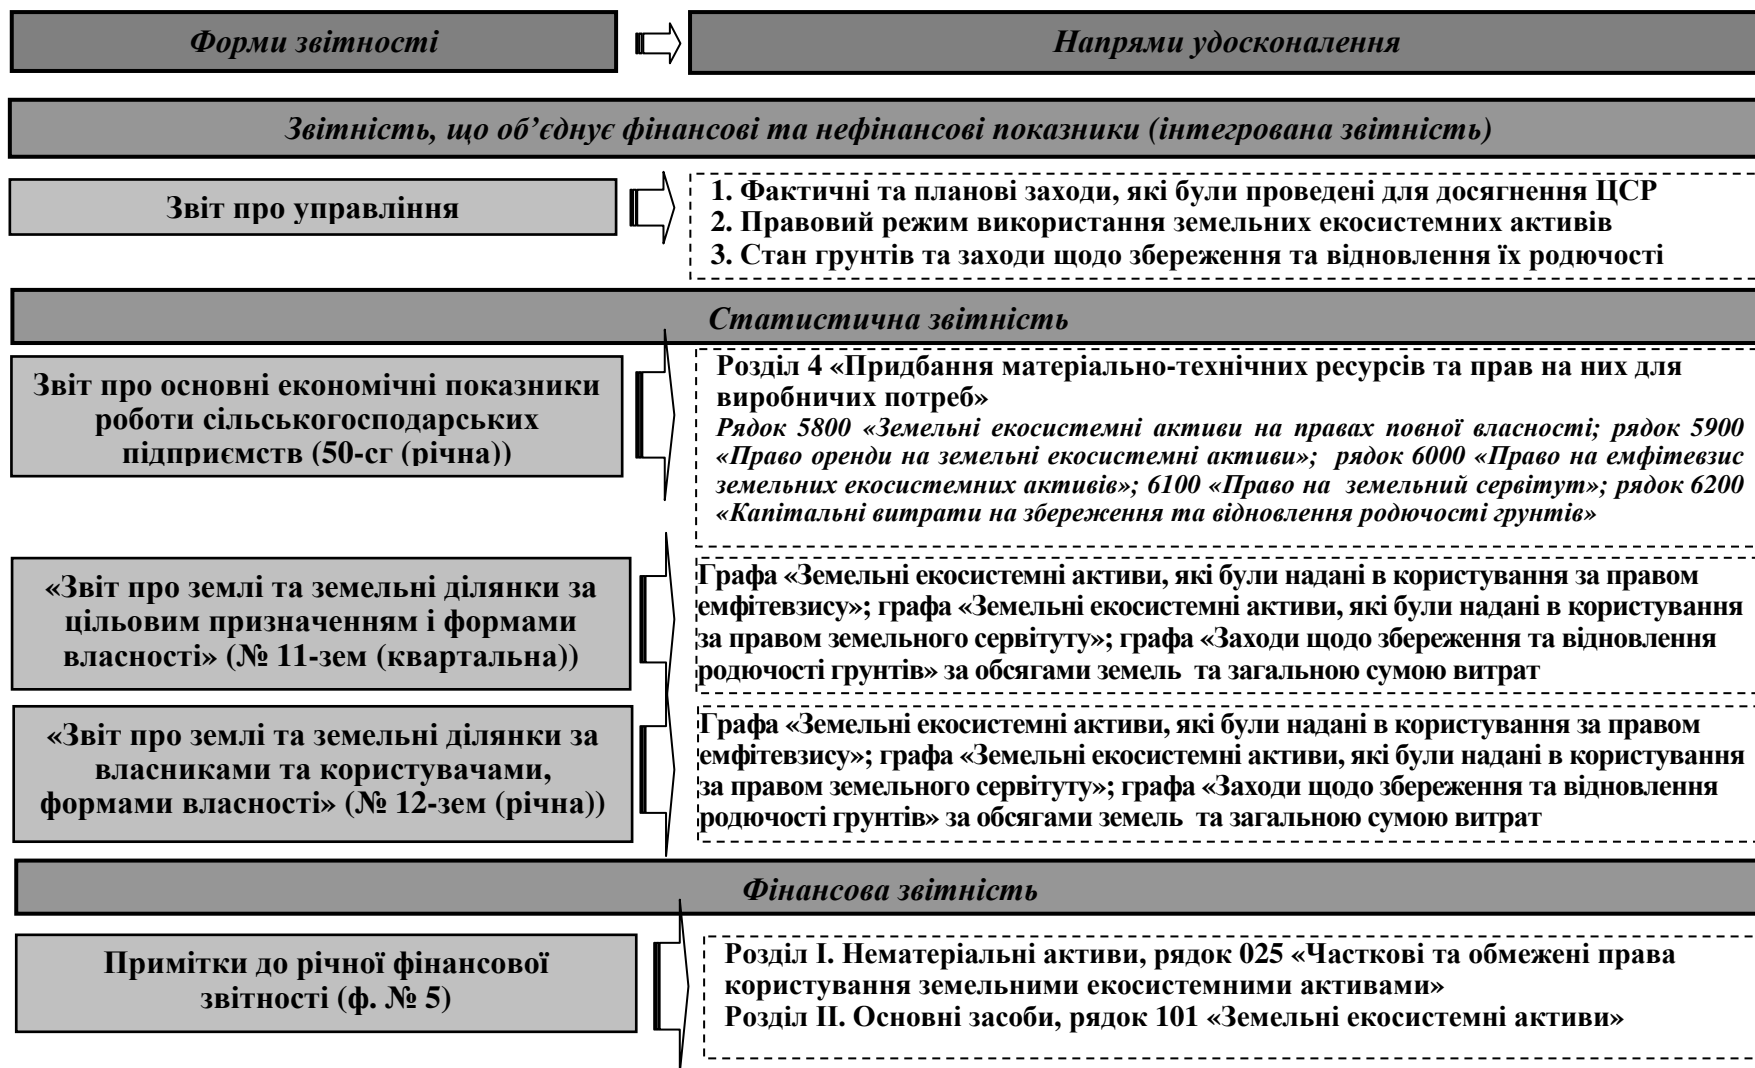 Форми звітності
Напрями удосконалення
Звітність, що об’єднує фінансові та нефінансові показники (інтегрована звітність)
Звіт про управління
1. Фактичні та планові заходи, які були проведені для досягнення ЦСР
2. Правовий режим використання земельних екосистемних активів
3. Стан грунтів та заходи щодо збереження та відновлення їх родючості
Статистична звітність
Звіт про основні економічні показники
роботи сільськогосподарських
підприємств (50-сг (річна))
Розділ 4 «Придбання матеріально-технічних ресурсів та прав на них для
виробничих потреб»
Рядок 5800 «Земельні екосистемні активи на правах повної власності; рядок 5900
«Право оренди на земельні екосистемні активи»; рядок 6000 «Право на емфітевзис
земельних екосистемних активів»; 6100 «Право на земельний сервітут»; рядок 6200
«Капітальні витрати на збереження та відновлення родючості грунтів»
«Звіт про землі та земельні ділянки за
цільовим призначенням і формами
власності» (№ 11-зем (квартальна))
Графа «Земельні екосистемні активи, які були надані в користування за правом
емфітевзису»; графа «Земельні екосистемні активи, які були надані в користування
за правом земельного сервітуту»; графа «Заходи щодо збереження та відновлення
родючості грунтів» за обсягами земель та загальною сумою витрат
«Звіт про землі та земельні ділянки за
власниками та користувачами,
формами власності» (№ 12-зем (річна))
Графа «Земельні екосистемні активи, які були надані в користування за правом
емфітевзису»; графа «Земельні екосистемні активи, які були надані в користування
за правом земельного сервітуту»; графа «Заходи щодо збереження та відновлення
родючості грунтів» за обсягами земель та загальною сумою витрат
Фінансова звітність
Примітки до річної фінансової
звітності (ф. № 5)
Розділ І. Нематеріальні активи, рядок 025 «Часткові та обмежені права
користування земельними екосистемними активами»
Розділ ІІ. Основні засоби, рядок 101 «Земельні екосистемні активи»